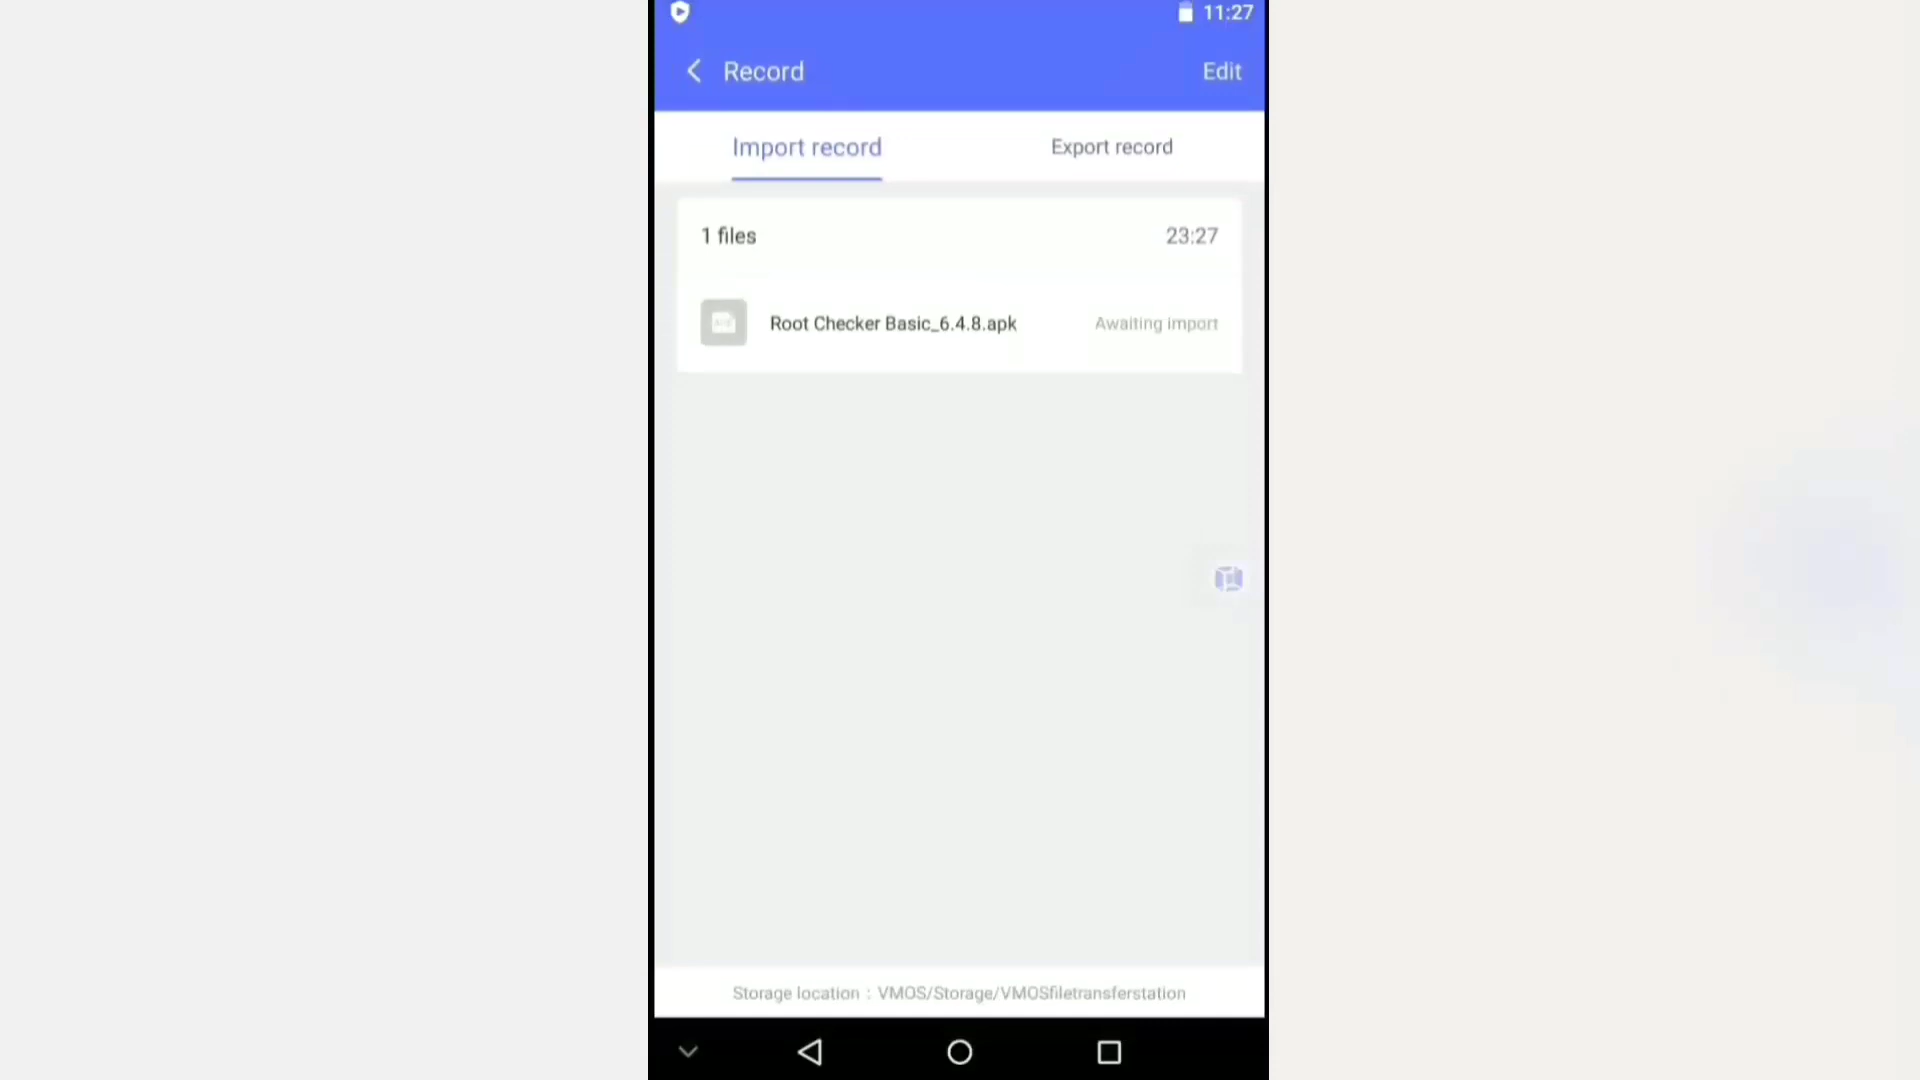 11:27
Record
Edit
Import record
Export record
1 files
23:27
Root Checker Basic_6.4.8.apk
Awaiting import
Storage location : VMOS/Storage/VMOSfiletransferstation